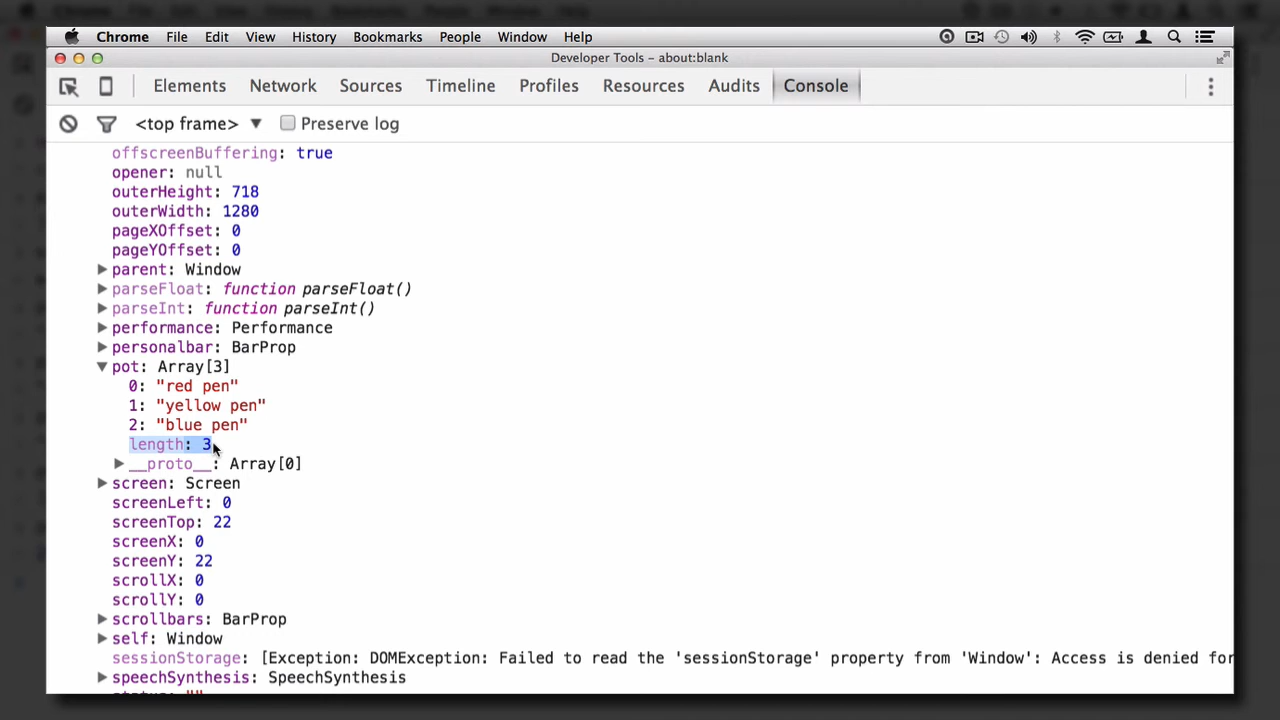 Chrome File Edit View History Bookmarks People Window Help
Developer Tools – about:blank
Elements Network Sources Timeline Profiles Resources Audits Console
<top frame> Preserve log
offscreenBuffering: true
opener: null
outerHeight: 718
outerWidth: 1280
pageXOffset: 0
pageYOffset: 0
parent: Window
parseFloat: function parseFloat()
parseInt: function parseInt()
performance: Performance
personalbar: BarProp
pot: Array[3]
0: "red pen"
1: "yellow pen"
2: "blue pen"
length: 3
__proto__: Array[0]
screen: Screen
screenLeft: 0
screenTop: 22
screenX: 0
screenY: 22
scrollX: 0
scrollY: 0
scrollbars: BarProp
self: Window
sessionStorage: [Exception: DOMException: Failed to read the 'sessionStorage' property from 'Window': Access is denied for
speechSynthesis: SpeechSynthesis